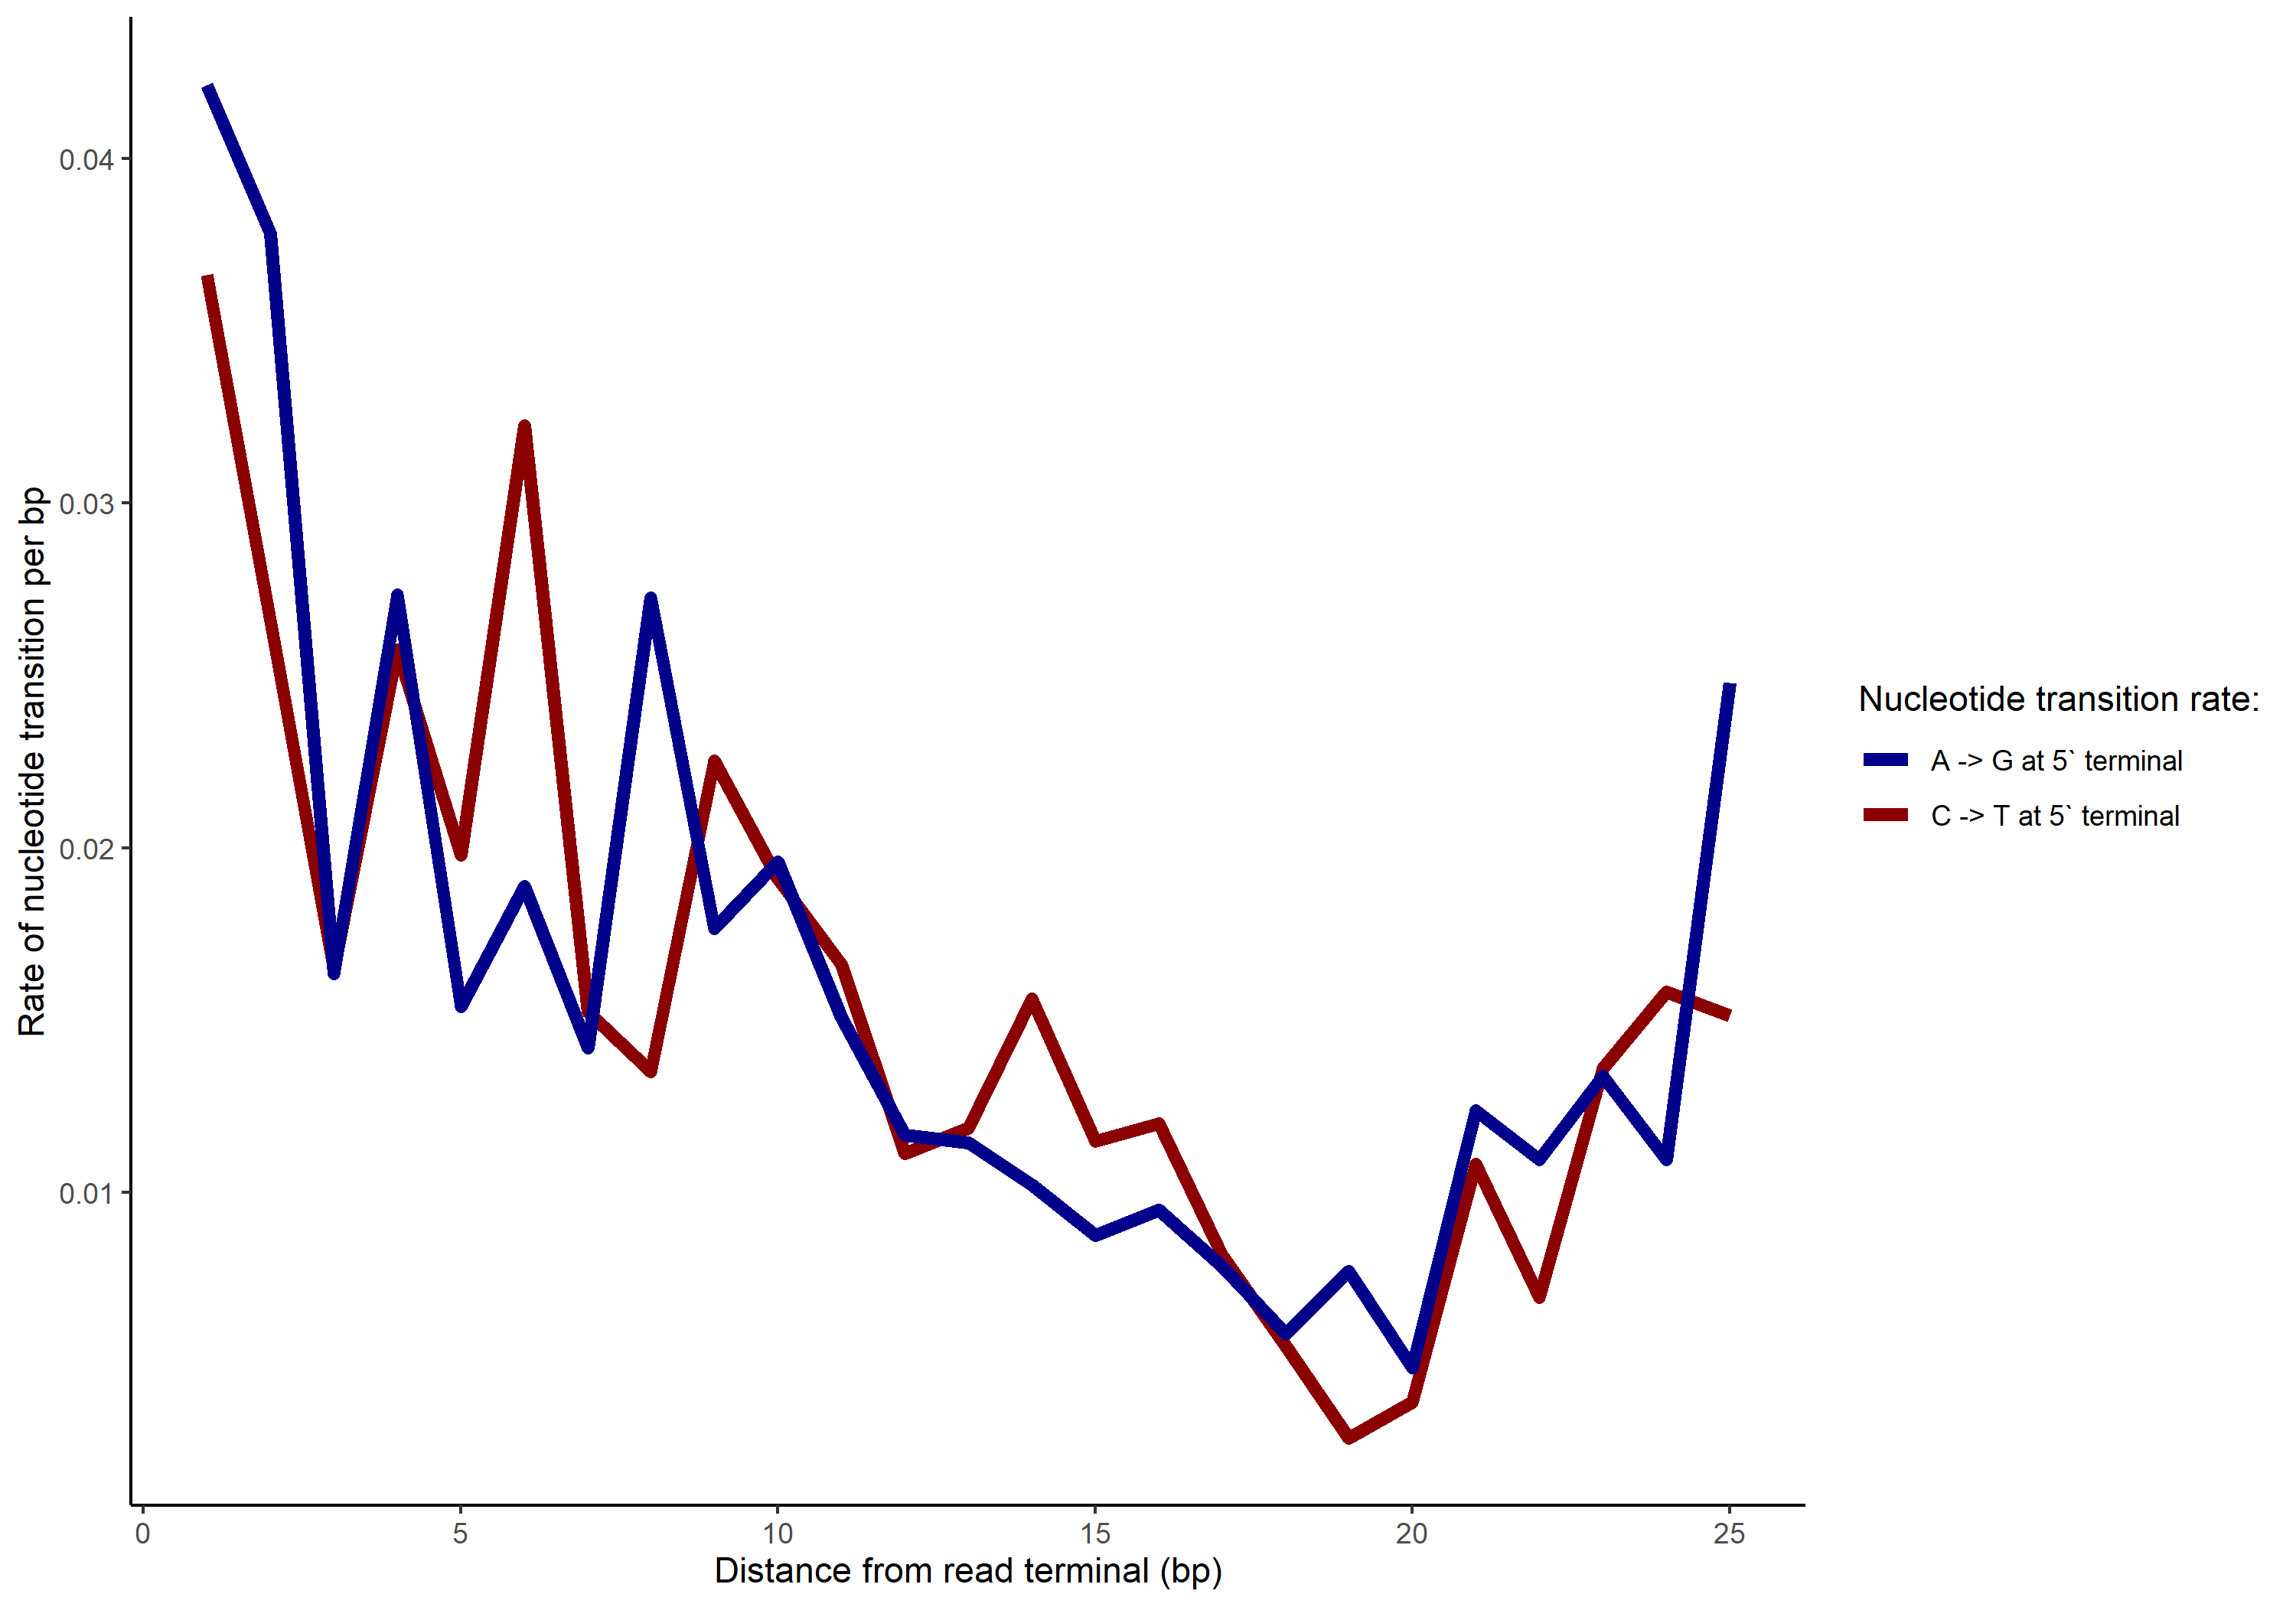 Rate of nucleotide transition per bp
0.04
0.03
0.02
0.01
0
5
10
15
20
25
Distance from read terminal (bp)
Nucleotide transition rate:
A -> G at 5` terminal
C -> T at 5` terminal